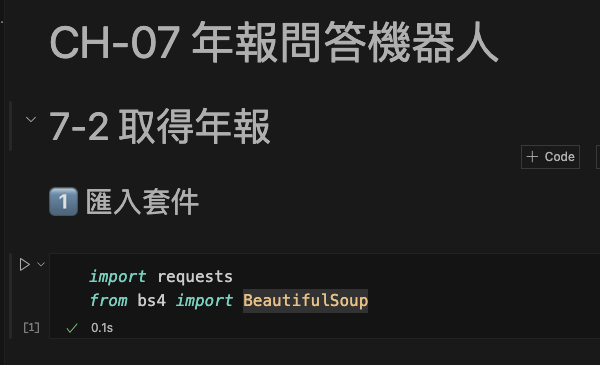 CH-07 年報問答機器人
7-2 取得年報
+ Code
1 匯入套件
import requests
from bs4 import BeautifulSoup
[1]
0.1s